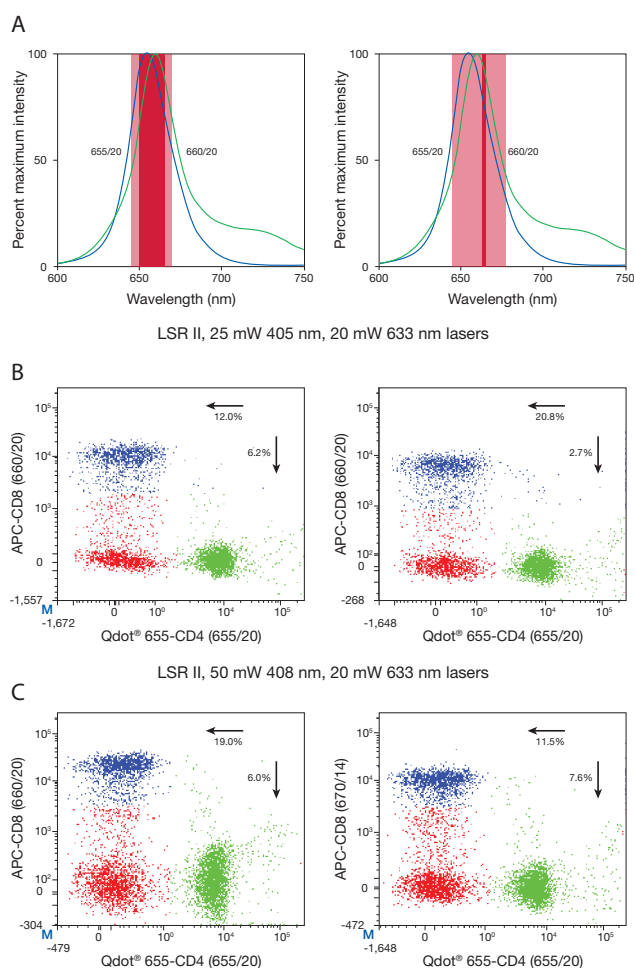 A
Percent maximum intensity
100
50
0
655/20
660/20
600 650 700 750
Wavelength (nm)
Percent maximum intensity
100
50
0
655/20
660/20
600 650 700 750
Wavelength (nm)
LSR II, 25 mW 405 nm, 20 mW 633 nm lasers
B
APC-CD8 (660/20)
10⁵
10⁴
10³
0
-1,557
12.0%
6.2%
M
-1,672
0 10⁰ 10⁴ 10⁵
Qdot® 655-CD4 (655/20)
APC-CD8 (660/20)
10⁵
10⁴
10³
10²
0
-268
20.8%
2.7%
M
-1,648
0 10⁰ 10⁴ 10⁵
Qdot® 655-CD4 (655/20)
LSR II, 50 mW 408 nm, 20 mW 633 nm lasers
C
APC-CD8 (660/20)
10⁵
10⁴
10³
10²
0
-304
19.0%
6.0%
M
-479
0 10⁰ 10⁴ 10⁵
Qdot® 655-CD4 (655/20)
APC-CD8 (670/14)
10⁵
10⁴
10³
0
-472
11.5%
7.6%
M
-1,648
0 10⁰ 10⁴ 10⁵
Qdot® 655-CD4 (655/20)